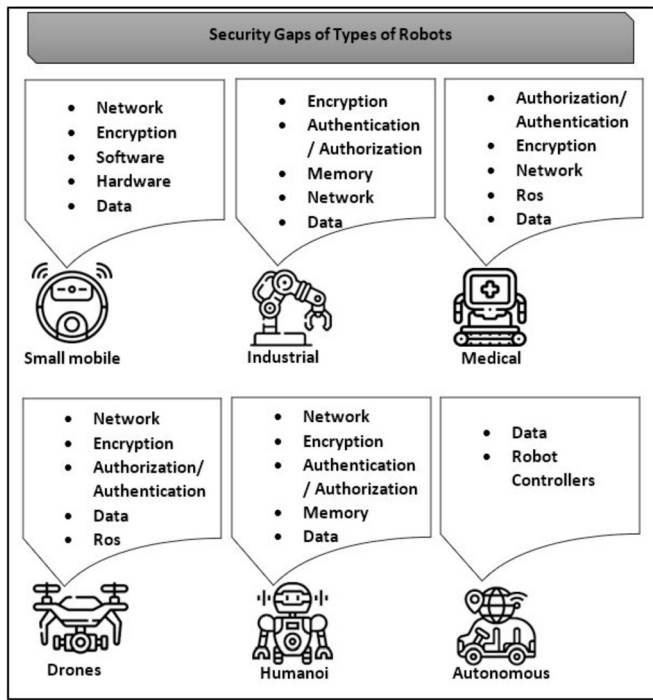 Security Gaps of Types of Robots
• Network
• Encryption
• Software
• Hardware
• Data
Small mobile
• Encryption
• Authentication
/ Authorization
• Memory
• Network
• Data
Industrial
• Authorization/
Authentication
• Encryption
• Network
• Ros
• Data
Medical
• Network
• Encryption
• Authorization/
Authentication
• Data
• Ros
Drones
• Network
• Encryption
• Authentication
/ Authorization
• Memory
• Data
Humanoi
• Data
• Robot
Controllers
Autonomous